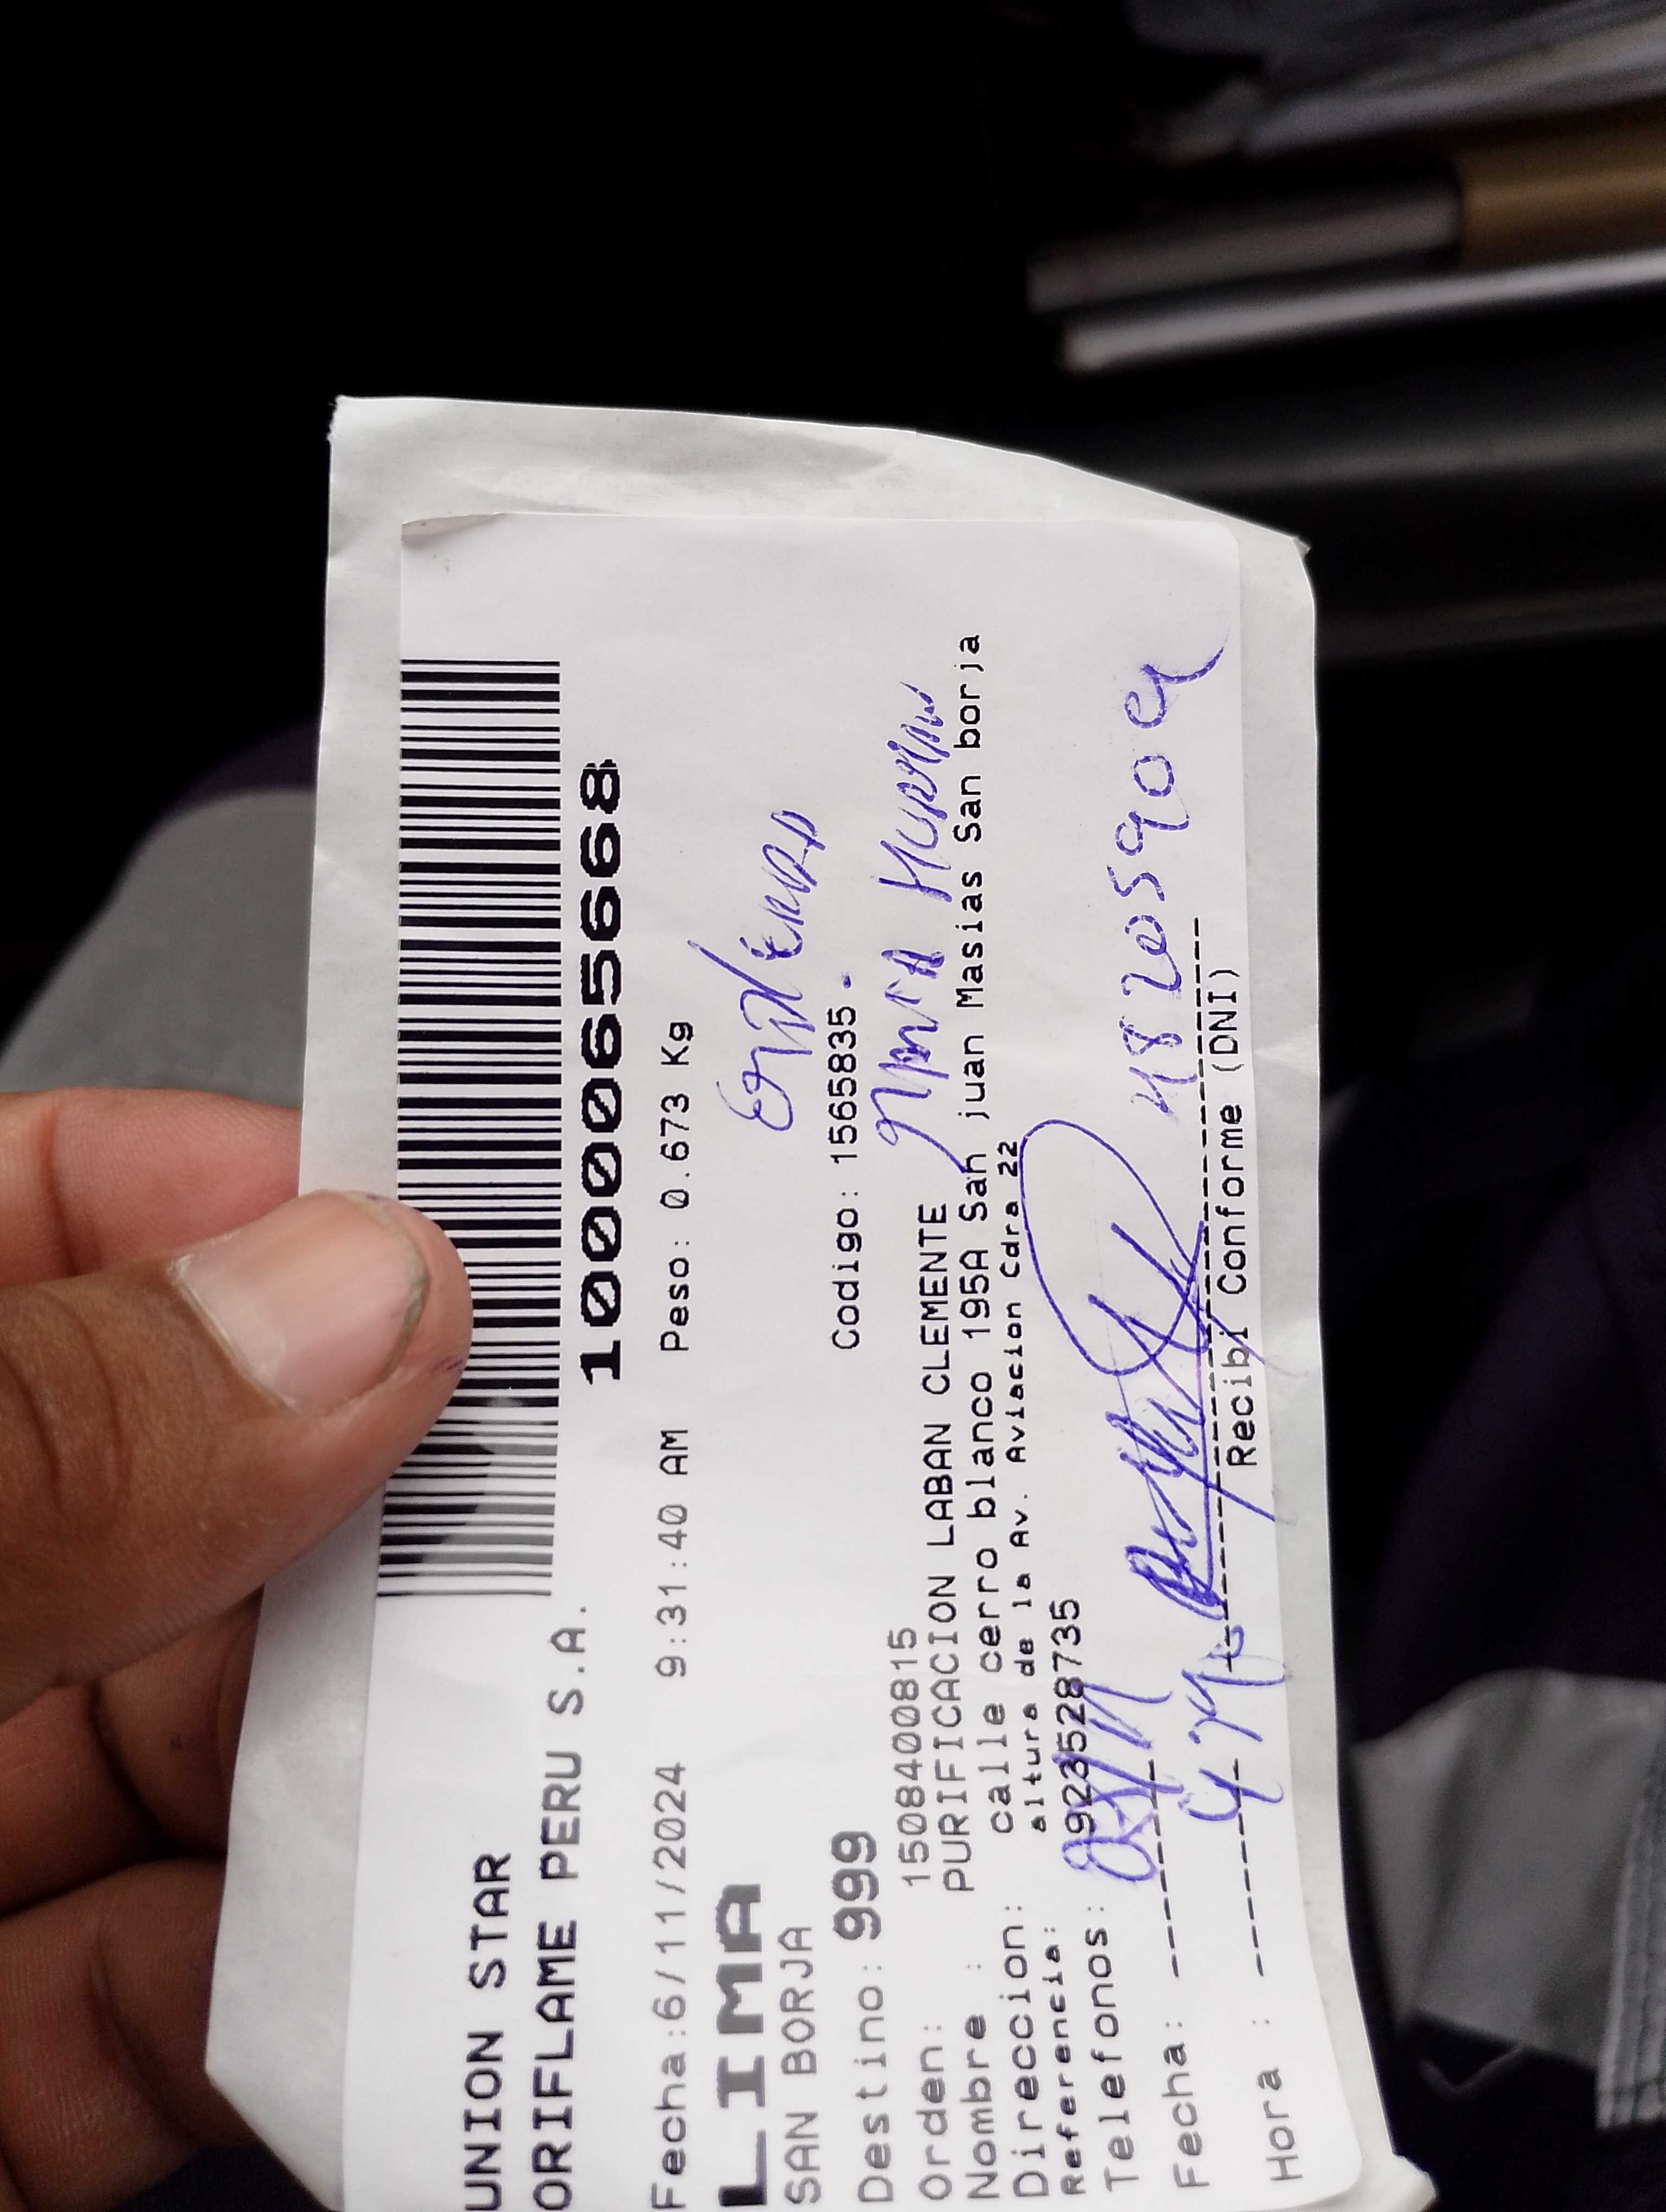 UNION STAR
ORIFLAME PERU S.A.
100065668
Fecha:6/11/2024 9:31:40 AM Peso: 0.673 Kg
LIMA
SAN BORJA
Destino: 999 Codigo: 1565835
Orden: 1508400815
Nombre : PURIFICACION LABAN CLEMENTE
Direccion: calle cerro blanco 195A San juan Masias San borja
Referencia: altura de la Av. Aviacion Cdra 22
Telefonos: 923528735
48205904
Fecha:
Hora :
Recibi Conforme (DNI)